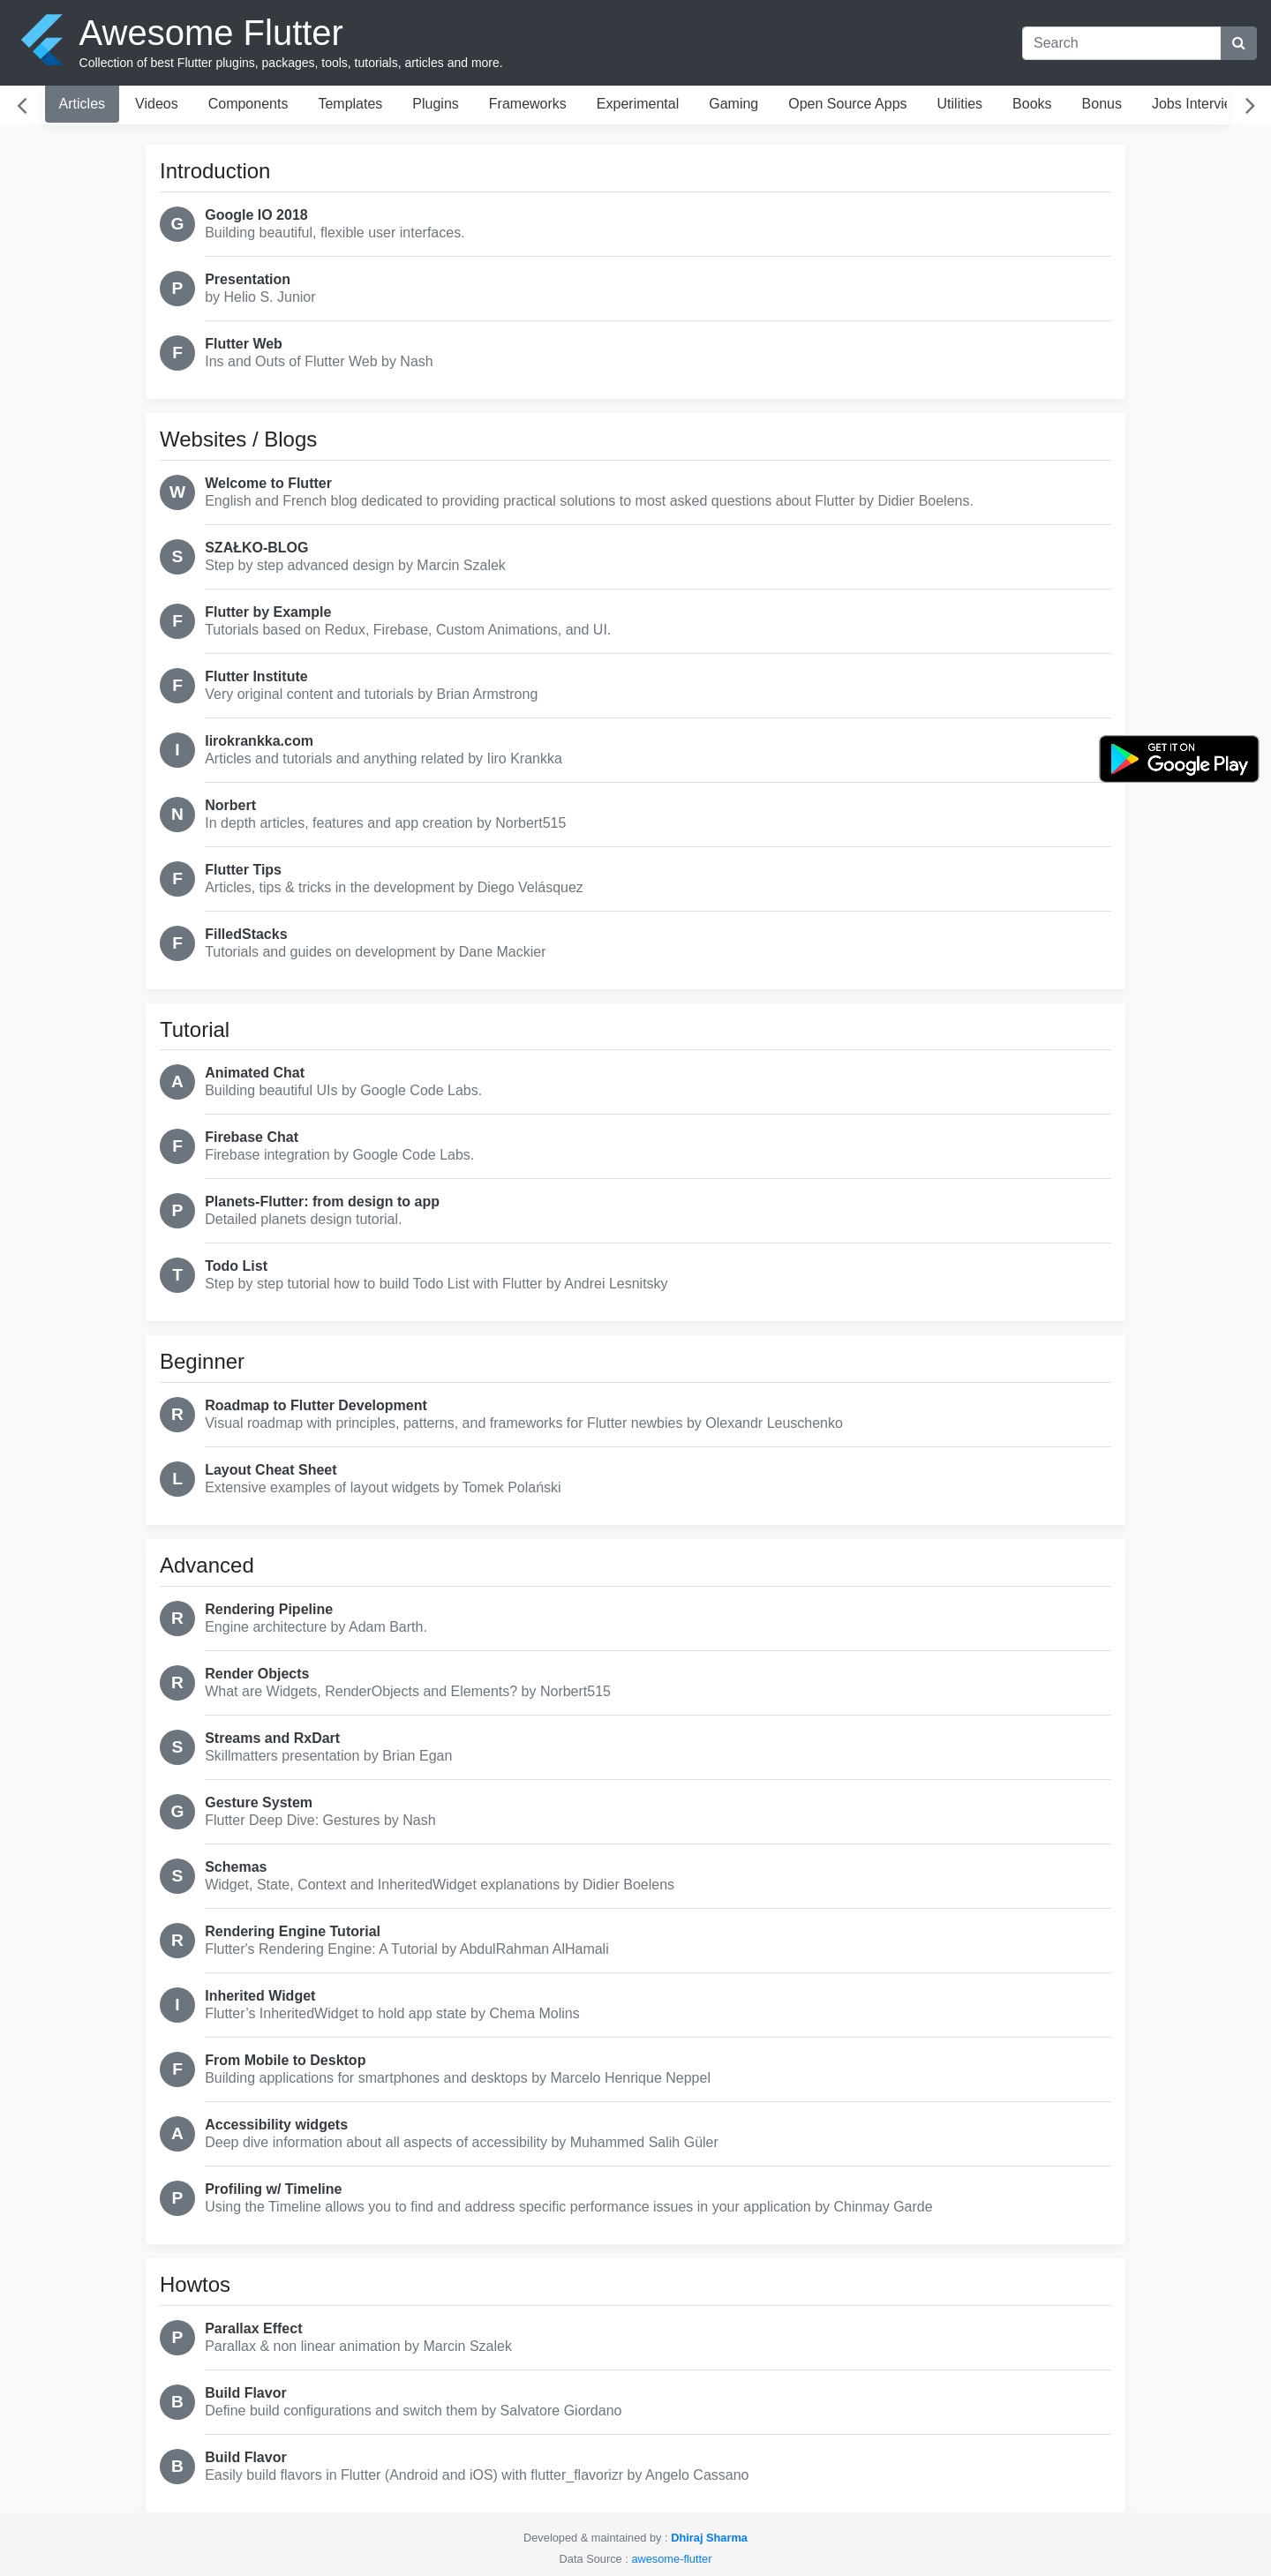 Awesome Flutter
Collection of best Flutter plugins, packages, tools, tutorials, articles and more.
Search
Articles Videos Components Templates Plugins Frameworks Experimental Gaming Open Source Apps Utilities Books Bonus Jobs Intervie
Introduction
G
Google IO 2018
Building beautiful, flexible user interfaces.
P
Presentation
by Helio S. Junior
F
Flutter Web
Ins and Outs of Flutter Web by Nash
Websites / Blogs
W
Welcome to Flutter
English and French blog dedicated to providing practical solutions to most asked questions about Flutter by Didier Boelens.
S
SZAŁKO-BLOG
Step by step advanced design by Marcin Szalek
F
Flutter by Example
Tutorials based on Redux, Firebase, Custom Animations, and UI.
F
Flutter Institute
Very original content and tutorials by Brian Armstrong
I
Iirokrankka.com
Articles and tutorials and anything related by Iiro Krankka
GET IT ON
Google Play
N
Norbert
In depth articles, features and app creation by Norbert515
F
Flutter Tips
Articles, tips & tricks in the development by Diego Velásquez
F
FilledStacks
Tutorials and guides on development by Dane Mackier
Tutorial
A
Animated Chat
Building beautiful UIs by Google Code Labs.
F
Firebase Chat
Firebase integration by Google Code Labs.
P
Planets-Flutter: from design to app
Detailed planets design tutorial.
T
Todo List
Step by step tutorial how to build Todo List with Flutter by Andrei Lesnitsky
Beginner
R
Roadmap to Flutter Development
Visual roadmap with principles, patterns, and frameworks for Flutter newbies by Olexandr Leuschenko
L
Layout Cheat Sheet
Extensive examples of layout widgets by Tomek Polański
Advanced
R
Rendering Pipeline
Engine architecture by Adam Barth.
R
Render Objects
What are Widgets, RenderObjects and Elements? by Norbert515
S
Streams and RxDart
Skillmatters presentation by Brian Egan
G
Gesture System
Flutter Deep Dive: Gestures by Nash
S
Schemas
Widget, State, Context and InheritedWidget explanations by Didier Boelens
R
Rendering Engine Tutorial
Flutter's Rendering Engine: A Tutorial by AbdulRahman AlHamali
I
Inherited Widget
Flutter’s InheritedWidget to hold app state by Chema Molins
F
From Mobile to Desktop
Building applications for smartphones and desktops by Marcelo Henrique Neppel
A
Accessibility widgets
Deep dive information about all aspects of accessibility by Muhammed Salih Güler
P
Profiling w/ Timeline
Using the Timeline allows you to find and address specific performance issues in your application by Chinmay Garde
Howtos
P
Parallax Effect
Parallax & non linear animation by Marcin Szalek
B
Build Flavor
Define build configurations and switch them by Salvatore Giordano
B
Build Flavor
Easily build flavors in Flutter (Android and iOS) with flutter_flavorizr by Angelo Cassano
Developed & maintained by : Dhiraj Sharma
Data Source : awesome-flutter